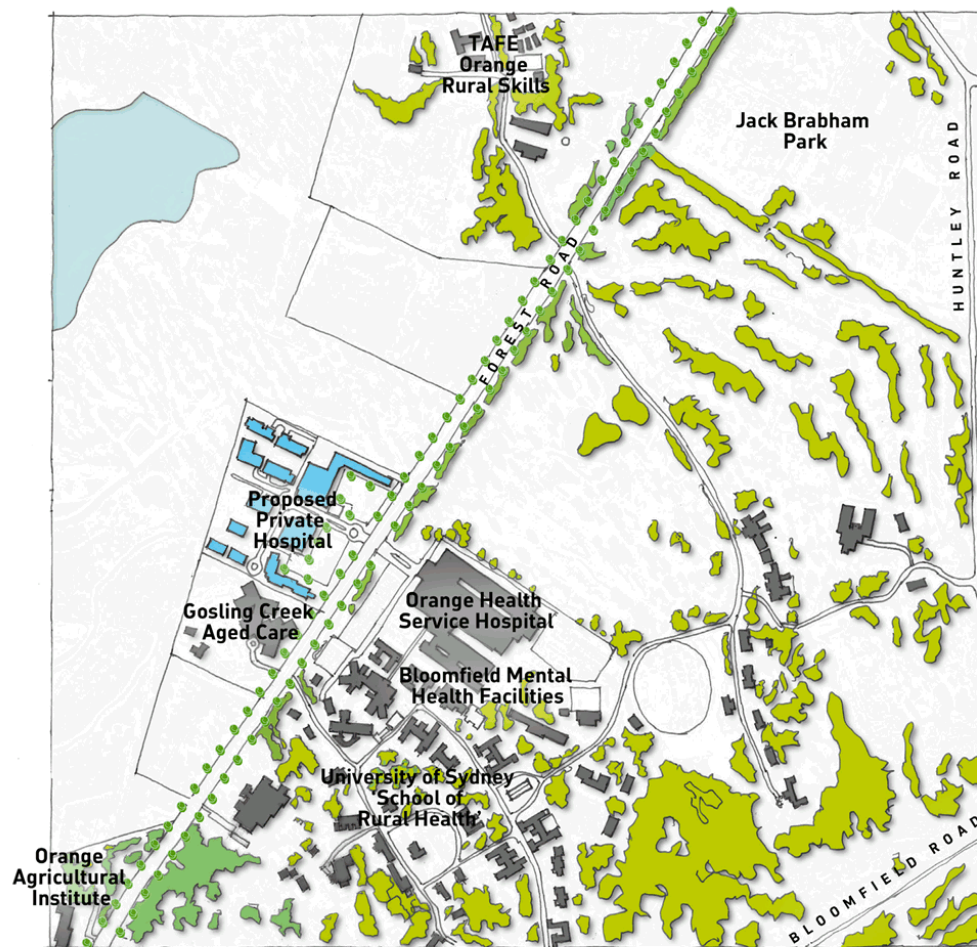 TAFE
Orange
Rural Skills
Jack Brabham
Park
HUNTLEY ROAD
FOREST ROAD
Proposed
Private
Hospital
Gosling Creek
Aged Care
Orange Health
Service Hospital
Bloomfield Mental
Health Facilities
University of Sydney
'School of
Rural Health'
Orange
Agricultural
Institute
BLOOMFIELD ROAD